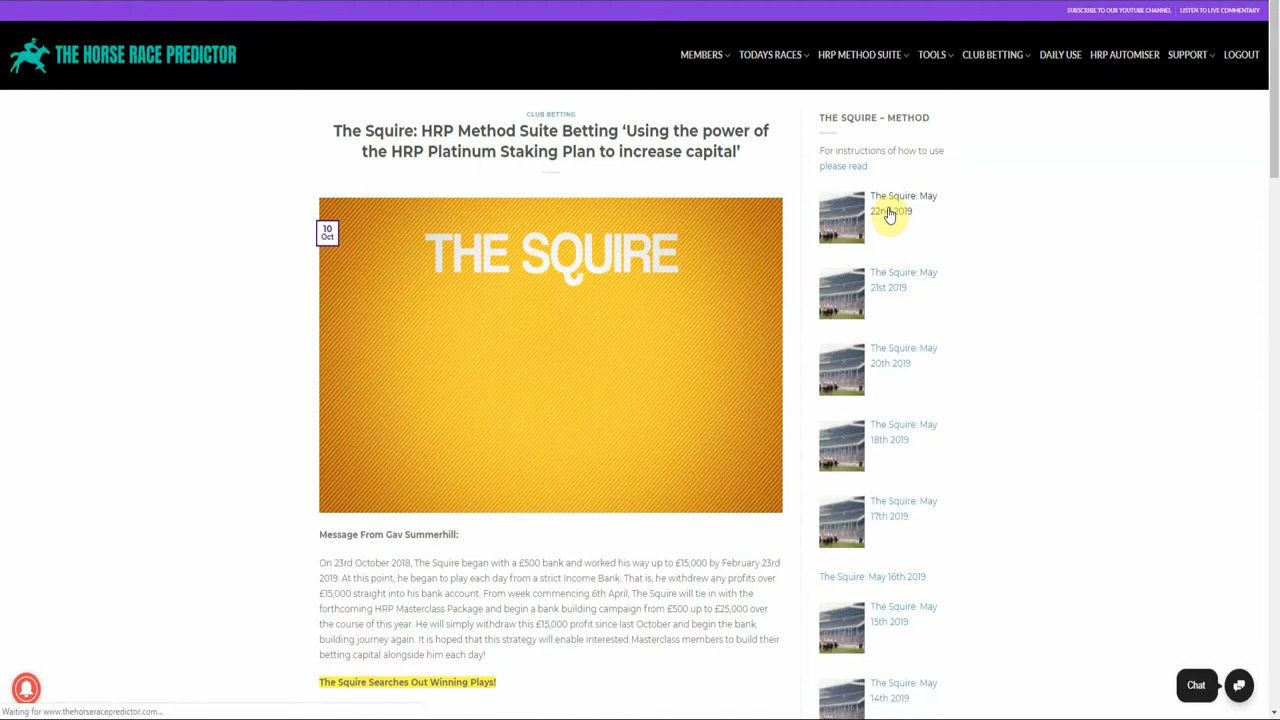 SUBSCRIBE TO OUR YOUTUBE CHANNEL | LISTEN TO LIVE COMMENTARY
THE HORSE RACE PREDICTOR
MEMBERS TODAYS RACES HRP METHOD SUITE TOOLS CLUB BETTING DAILY USE HRP AUTOMISER SUPPORT LOGOUT
CLUB BETTING
The Squire: HRP Method Suite Betting ‘Using the power of
the HRP Platinum Staking Plan to increase capital’
10
Oct
THE SQUIRE
Message From Gav Summerhill:
On 23rd October 2018, The Squire began with a £500 bank and worked his way up to £15,000 by February 23rd
2019. At this point, he began to play each day from a strict Income Bank. That is, he withdrew any profits over
£15,000 straight into his bank account. From week commencing 6th April, The Squire will tie in with the
forthcoming HRP Masterclass Package and begin a bank building campaign from £500 up to £25,000 over
the course of this year. He will simply withdraw this £15,000 profit since last October and begin the bank
building journey again. It is hoped that this strategy will enable interested Masterclass members to build their
betting capital alongside him each day!
The Squire Searches Out Winning Plays!
THE SQUIRE – METHOD
For instructions of how to use
please read
The Squire: May
22nd 2019
The Squire: May
21st 2019
The Squire: May
20th 2019
The Squire: May
18th 2019
The Squire: May
17th 2019
The Squire: May 16th 2019
The Squire: May
15th 2019
The Squire: May
14th 2019
Chat
Waiting for www.thehorseracepredictor.com...